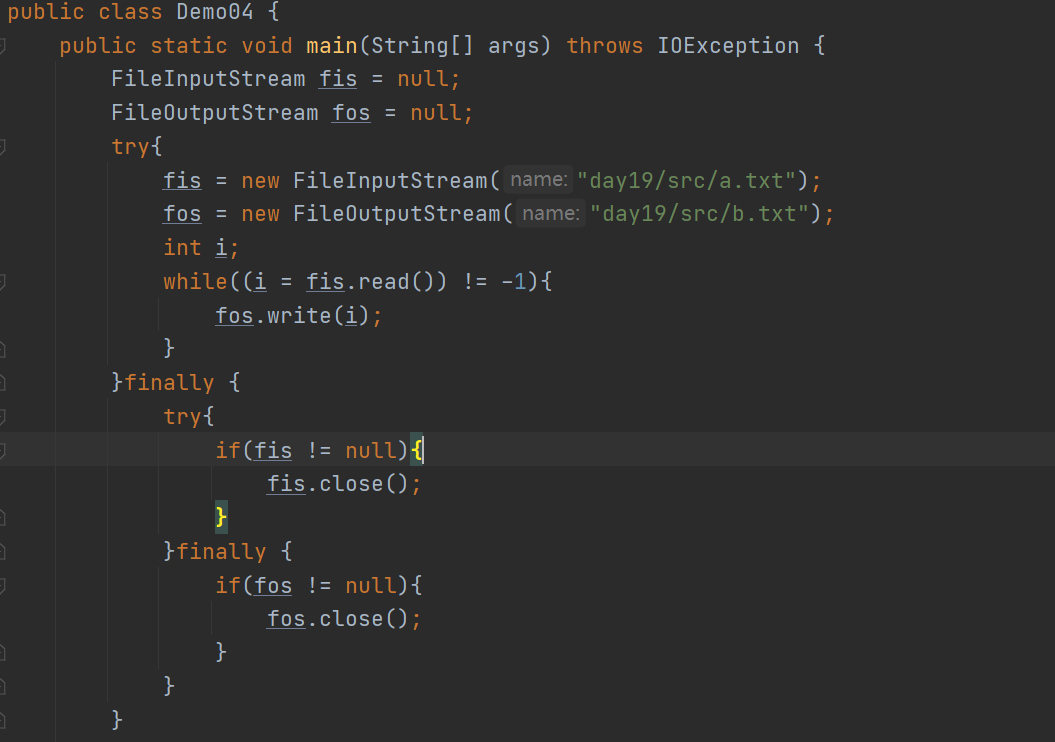 public class Demo04 {
    public static void main(String[] args) throws IOException {
        FileInputStream fis = null;
        FileOutputStream fos = null;
        try{
            fis = new FileInputStream( name: "day19/src/a.txt");
            fos = new FileOutputStream( name: "day19/src/b.txt");
            int i;
            while((i = fis.read()) != -1){
                fos.write(i);
            }
        }finally {
            try{
                if(fis != null){
                    fis.close();
                }
            }finally {
                if(fos != null){
                    fos.close();
                }
            }
        }